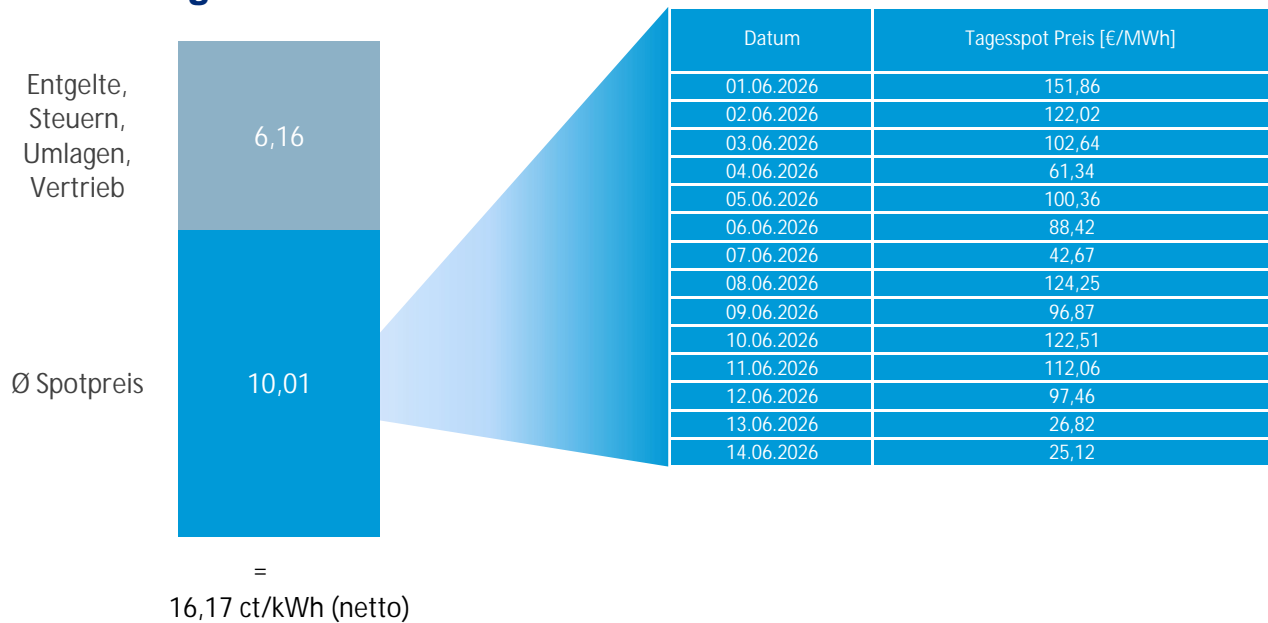 Entgelte,
Steuern,
Umlagen,
Vertrieb
6,16
Ø Spotpreis
10,01
=
16,17 ct/kWh (netto)
Datum Tagesspot Preis [€/MWh]
01.06.2026 151,86
02.06.2026 122,02
03.06.2026 102,64
04.06.2026 61,34
05.06.2026 100,36
06.06.2026 88,42
07.06.2026 42,67
08.06.2026 124,25
09.06.2026 96,87
10.06.2026 122,51
11.06.2026 112,06
12.06.2026 97,46
13.06.2026 26,82
14.06.2026 25,12